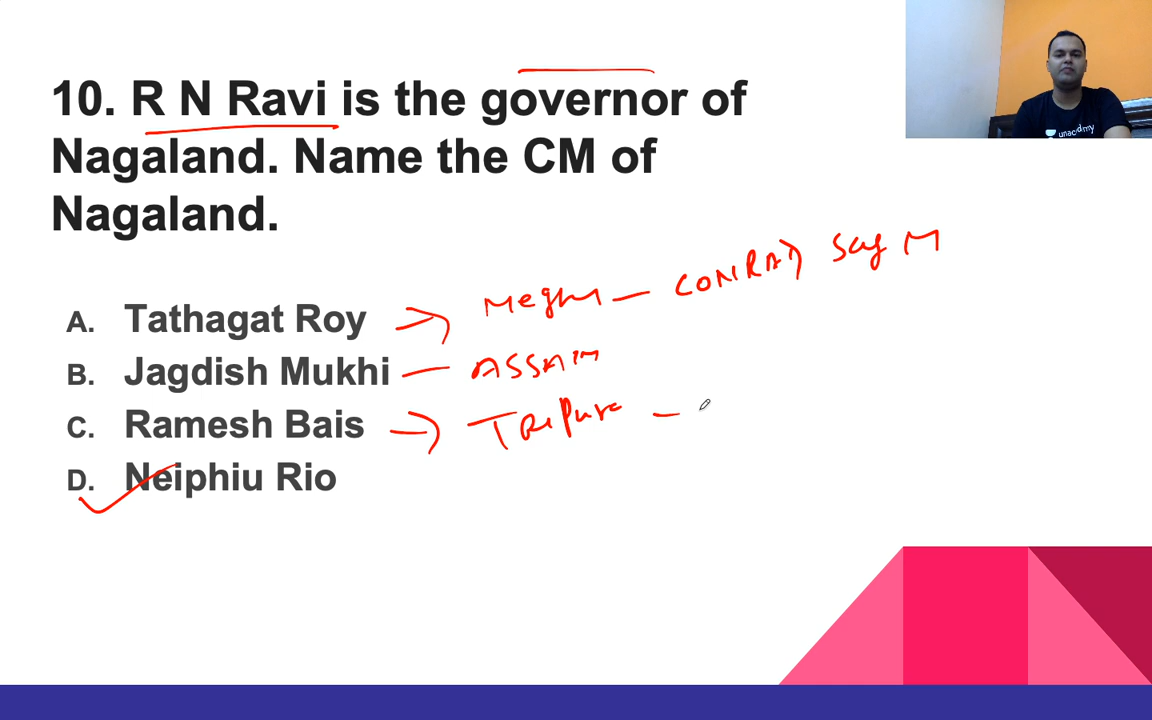 10. R N Ravi is the governor of
Nagaland. Name the CM of
Nagaland.
CONRAD Sag M
A. Tathagat Roy → Megha —
B. Jagdish Mukhi — ASSAM
C. Ramesh Bais → Tripura —
D. Neiphiu Rio
unacademy